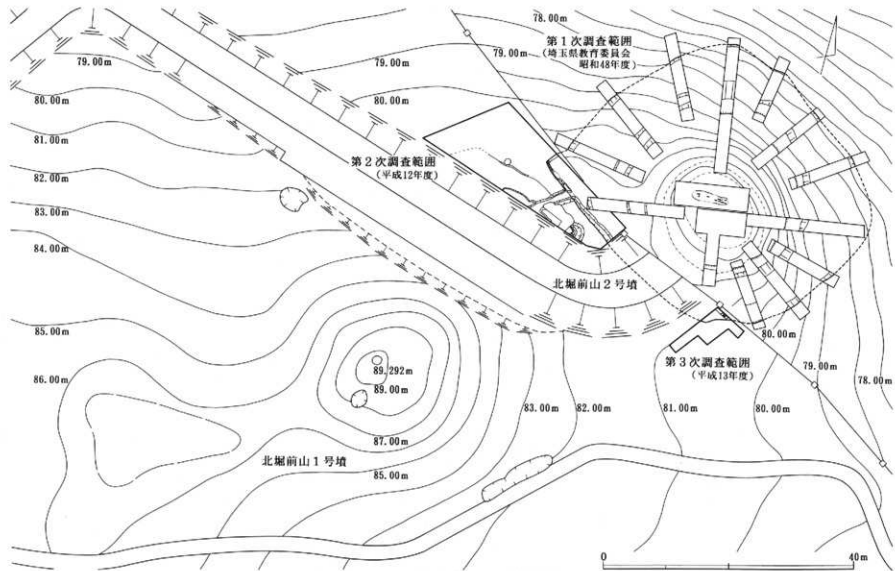 78.00m
79.00m
第1次調査範囲
(埼玉県教育委員会
昭和48年度)
79.00m
79.00m
80.00m
80.00m
81.00m
第2次調査範囲
(平成12年度)
82.00m
83.00m
84.00m
北堀前山2号墳
85.00m
80.00m
86.00m
89.292m
89.00m
第3次調査範囲
(平成13年度)
79.00m
78.00m
83.00m
82.00m
81.00m
80.00m
87.00m
北堀前山1号墳
85.00m
0
40m